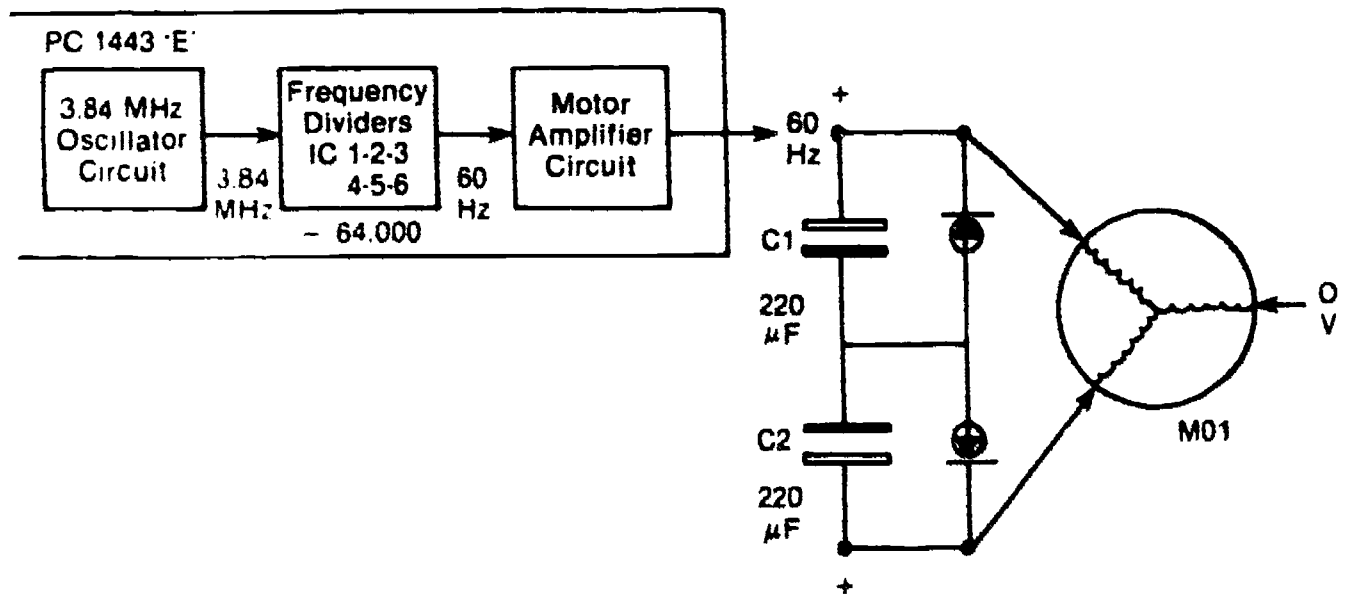 PC 1443 'E'
3.84 MHz
Oscillator
Circuit
3.84
MHz
Frequency
Dividers
IC 1-2-3
4-5-6
60
Hz
÷ 64.000
Motor
Amplifier
Circuit
60
Hz
+
C1
220
μF
C2
220
μF
+
O
V
M01